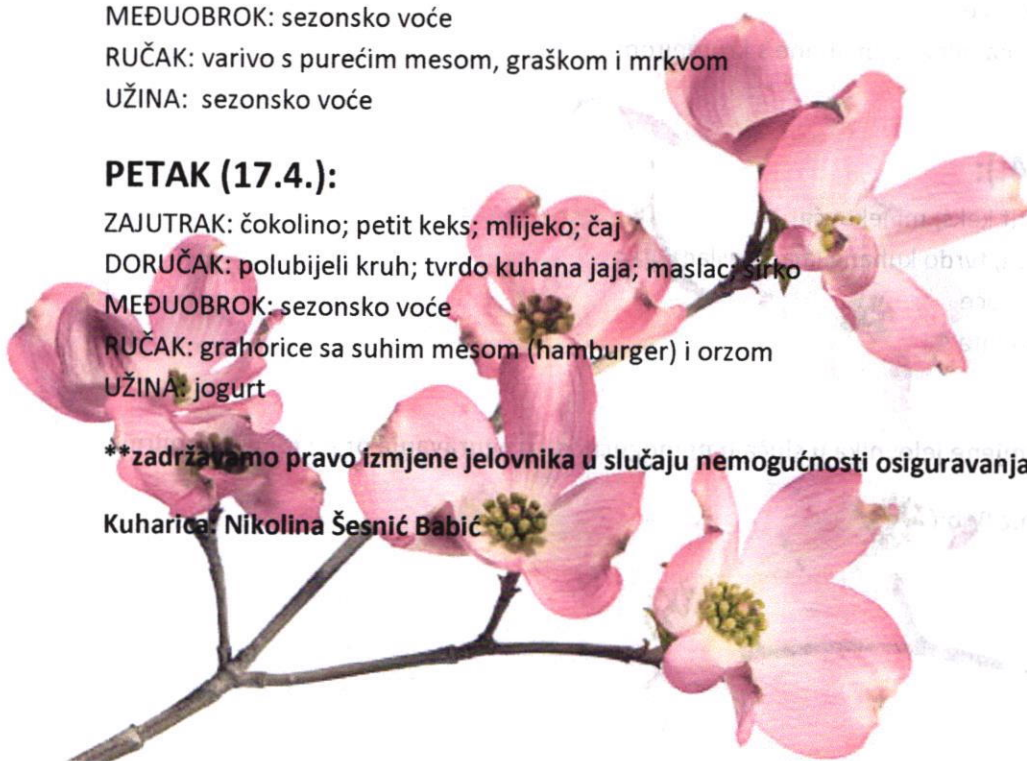 MEĐUOBROK: sezonsko voće
RUČAK: varivo s purećim mesom, graškom i mrkvom
UŽINA: sezonsko voće
PETAK (17.4.):
ZAJUTRAK: čokolino; petit keks; mlijeko; čaj
DORUČAK: polubijeli kruh; tvrdo kuhana jaja; maslac; sirko
MEĐUOBROK: sezonsko voće
RUČAK: grahorice sa suhim mesom (hamburger) i orzom
UŽINA: jogurt
**zadržavamo pravo izmjene jelovnika u slučaju nemogućnosti osiguravanja
Kuharica: Nikolina Šesnić Babić